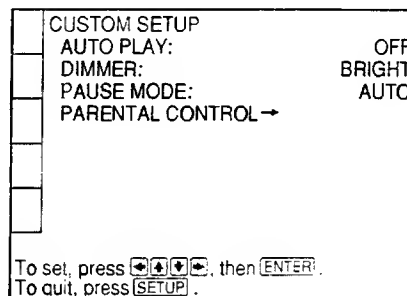 CUSTOM SETUP
AUTO PLAY: OFF
DIMMER: BRIGHT
PAUSE MODE: AUTO
PARENTAL CONTROL→
To set, press ←↑↓→, then ENTER.
To quit, press SETUP.